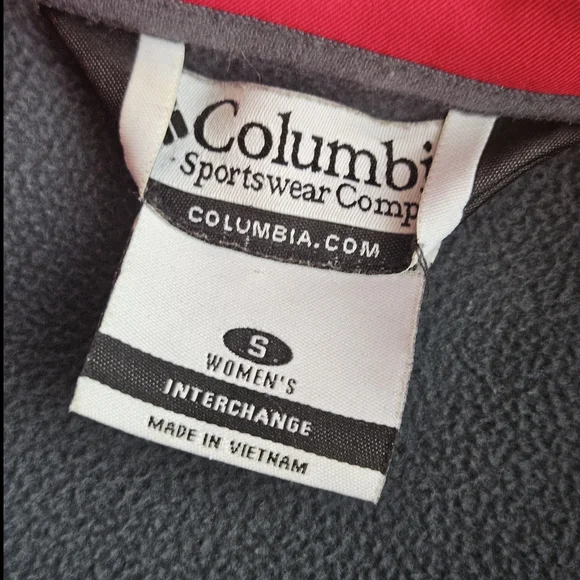 Columbi
Sportswear Comp
COLUMBIA.COM
S
WOMEN'S
INTERCHANGE
MADE IN VIETNAM